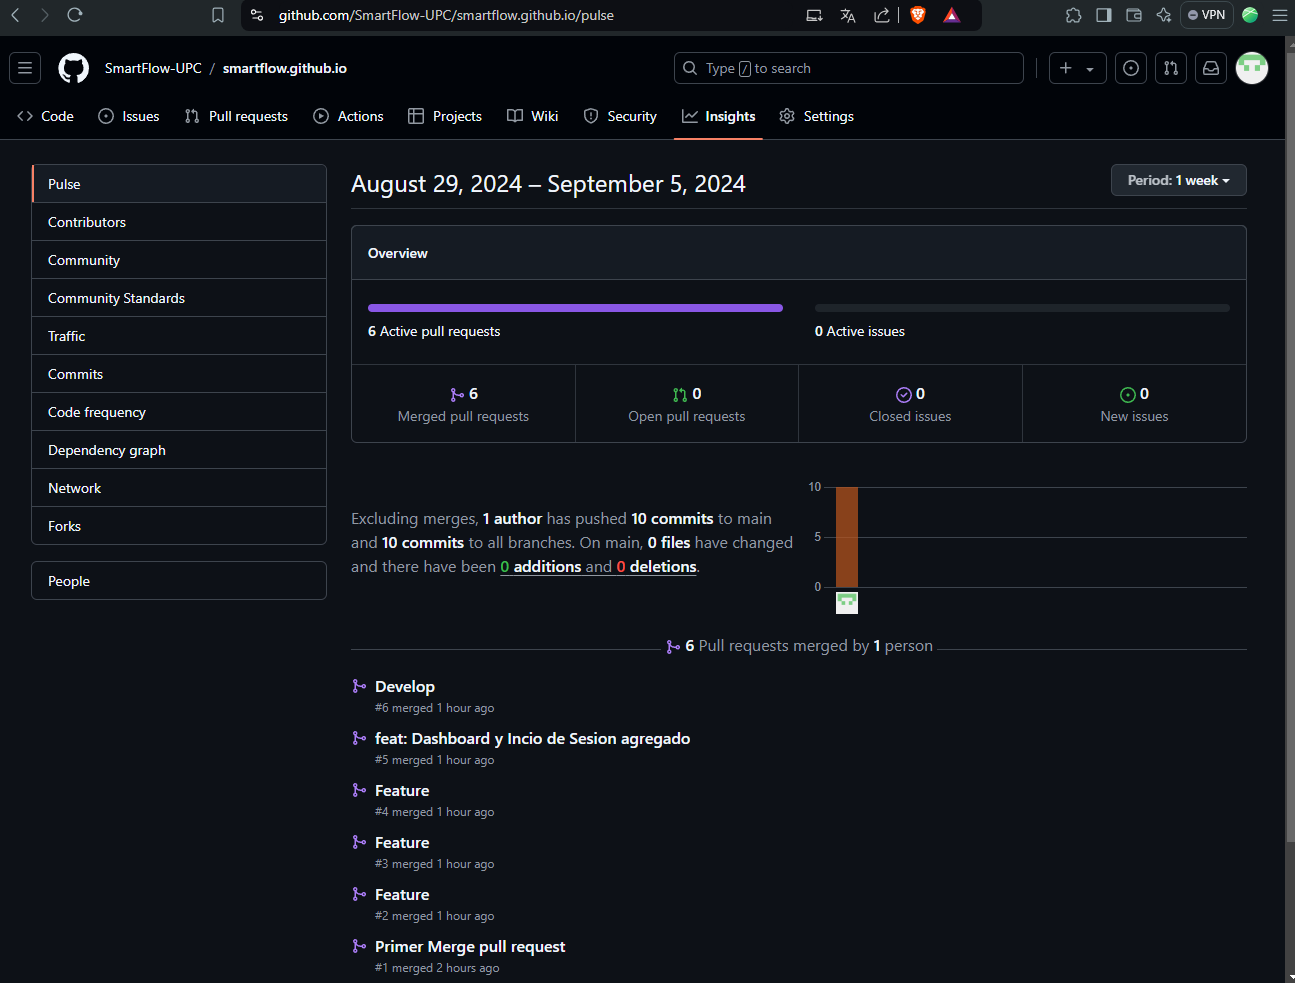 github.com/SmartFlow-UPC/smartflow.github.io/pulse
VPN
SmartFlow-UPC / smartflow.github.io
Type / to search
Code
Issues
Pull requests
Actions
Projects
Wiki
Security
Insights
Settings
Pulse
Contributors
Community
Community Standards
Traffic
Commits
Code frequency
Dependency graph
Network
Forks
People
August 29, 2024 – September 5, 2024
Period: 1 week
Overview
6 Active pull requests
0 Active issues
6
Merged pull requests
0
Open pull requests
0
Closed issues
0
New issues
Excluding merges, 1 author has pushed 10 commits to main
and 10 commits to all branches. On main, 0 files have changed
and there have been 0 additions and 0 deletions.
10
5
0
6 Pull requests merged by 1 person
Develop
#6 merged 1 hour ago
feat: Dashboard y Incio de Sesion agregado
#5 merged 1 hour ago
Feature
#4 merged 1 hour ago
Feature
#3 merged 1 hour ago
Feature
#2 merged 1 hour ago
Primer Merge pull request
#1 merged 2 hours ago